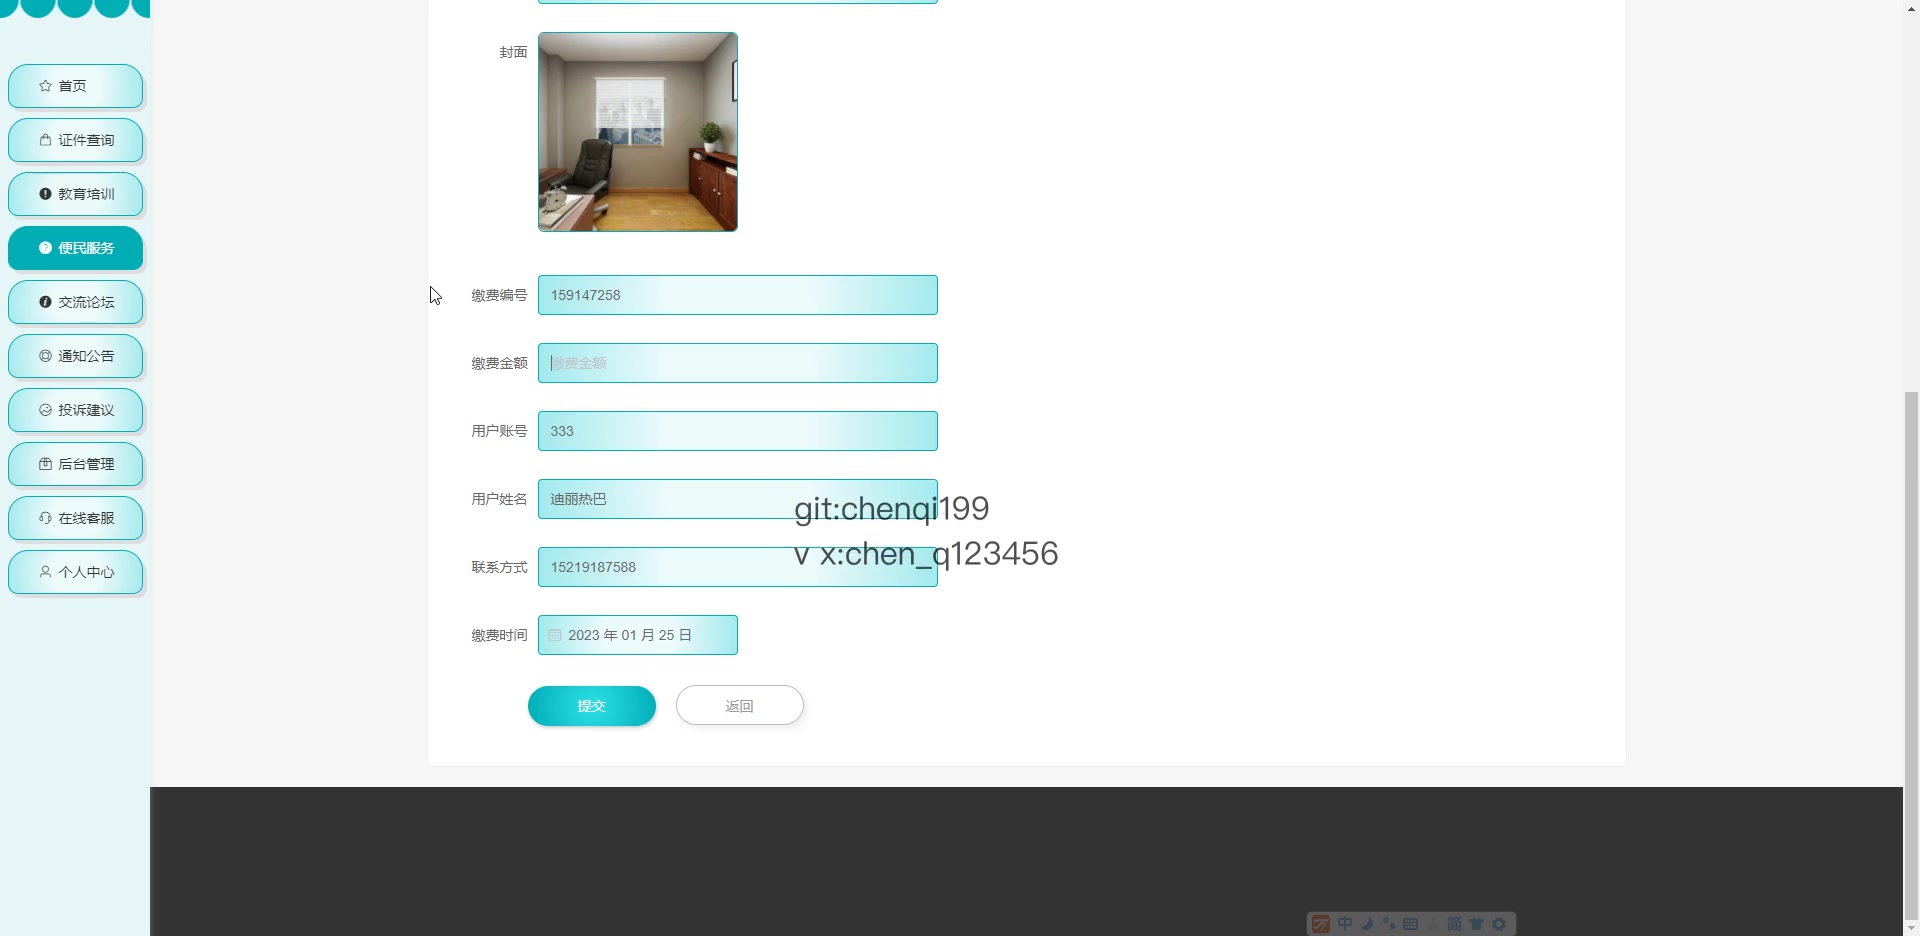 首页
证件查询
教育培训
便民服务
交流论坛
通知公告
投诉建议
后台管理
在线客服
个人中心
封面
缴费编号 159147258
缴费金额 缴费金额
用户账号 333
用户姓名 迪丽热巴
git:chenqi199
v x:chen_q123456
联系方式 15219187588
缴费时间 2023 年 01 月 25 日
提交 返回
中 简